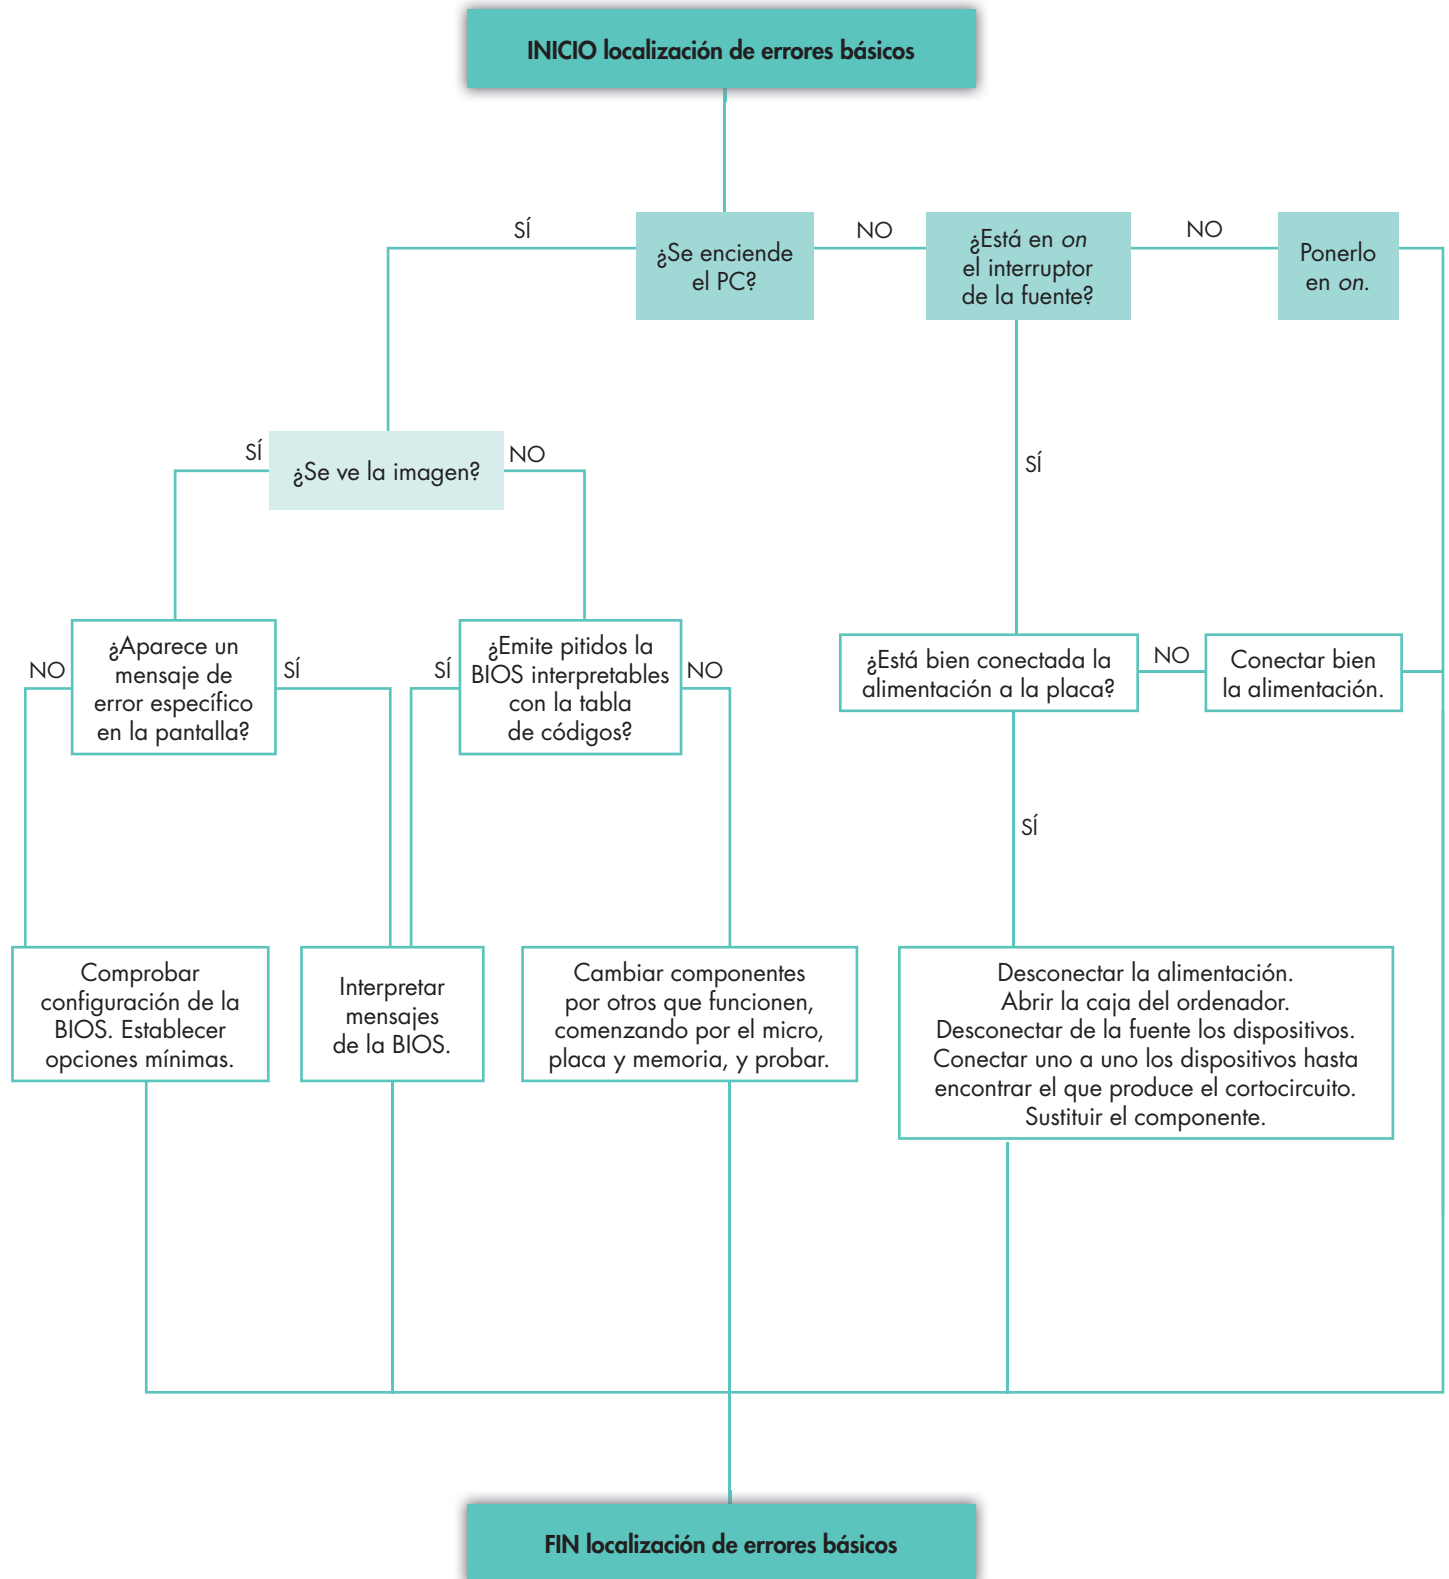 INICIO localización de errores básicos
SÍ
¿Se enciende
el PC?
NO
¿Está en on
el interruptor
de la fuente?
NO
Ponerlo
en on.
SÍ
¿Se ve la imagen?
NO
SÍ
NO
¿Aparece un
mensaje de
error específico
en la pantalla?
SÍ
SÍ
¿Emite pitidos la
BIOS interpretables
con la tabla
de códigos?
NO
¿Está bien conectada la
alimentación a la placa?
NO
Conectar bien
la alimentación.
SÍ
Comprobar
configuración de la
BIOS. Establecer
opciones mínimas.
Interpretar
mensajes
de la BIOS.
Cambiar componentes
por otros que funcionen,
comenzando por el micro,
placa y memoria, y probar.
Desconectar la alimentación.
Abrir la caja del ordenador.
Desconectar de la fuente los dispositivos.
Conectar uno a uno los dispositivos hasta
encontrar el que produce el cortocircuito.
Sustituir el componente.
FIN localización de errores básicos